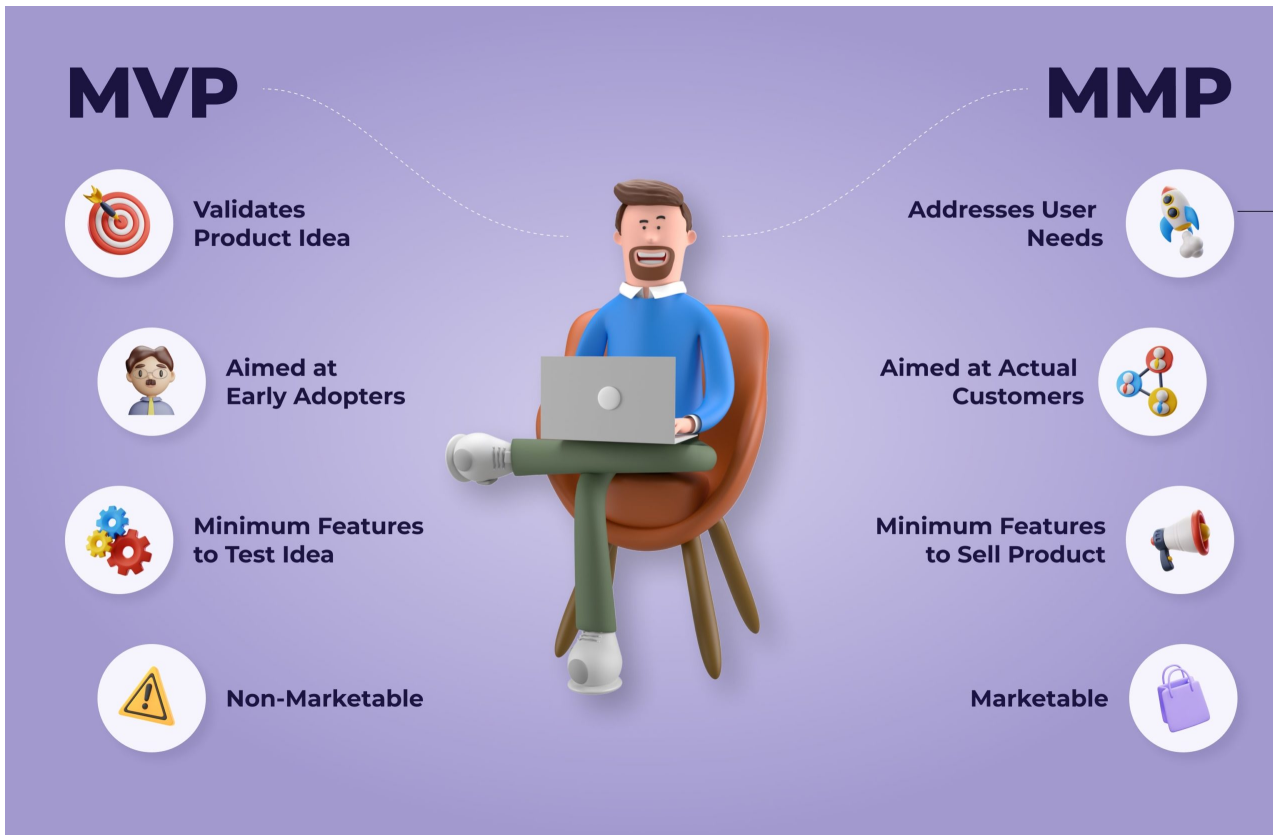 MVP
Validates
Product Idea
Aimed at
Early Adopters
Minimum Features
to Test Idea
Non-Marketable
MMP
Addresses User
Needs
Aimed at Actual
Customers
Minimum Features
to Sell Product
Marketable